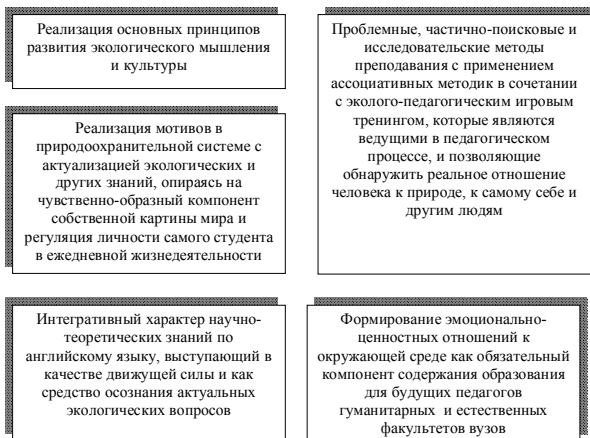 Реализация основных принципов
развития экологического мышления
и культуры
Проблемные, частично-поисковые и
исследовательские методы
преподавания с применением
ассоциативных методик в сочетании
с эколого-педагогическим игровым
тренингом, которые являются
ведущими в педагогическом
процессе, и позволяющие
обнаружить реальное отношение
человека к природе, к самому себе и
другим людям
Реализация мотивов в
природоохранительной системе с
актуализацией экологических и
других знаний, опираясь на
чувственно-образный компонент
собственной картины мира и
регуляция личности самого студента
в ежедневной жизнедеятельности
Интегративный характер научно-
теоретических знаний по
английскому языку, выступающий в
качестве движущей силы и как
средство осознания актуальных
экологических вопросов
Формирование эмоционально-
ценностных отношений к
окружающей среде как обязательный
компонент содержания образования
для будущих педагогов
гуманитарных и естественных
факультетов вузов